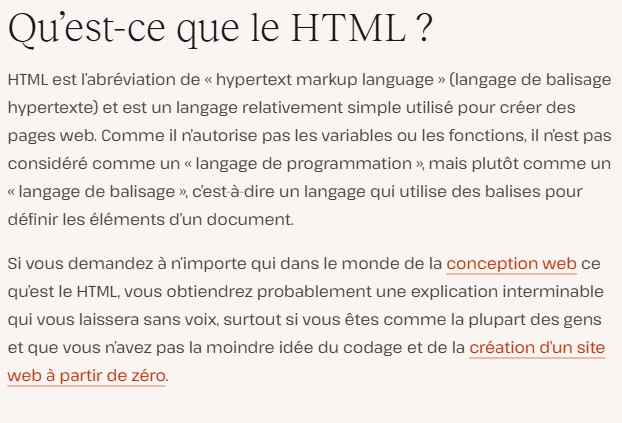 Qu’est-ce que le HTML ?
HTML est l’abréviation de « hypertext markup language » (langage de balisage
hypertexte) et est un langage relativement simple utilisé pour créer des
pages web. Comme il n’autorise pas les variables ou les fonctions, il n’est pas
considéré comme un « langage de programmation », mais plutôt comme un
« langage de balisage », c’est-à-dire un langage qui utilise des balises pour
définir les éléments d’un document.
Si vous demandez à n’importe qui dans le monde de la conception web ce
qu’est le HTML, vous obtiendrez probablement une explication interminable
qui vous laissera sans voix, surtout si vous êtes comme la plupart des gens
et que vous n’avez pas la moindre idée du codage et de la création d’un site
web à partir de zéro.